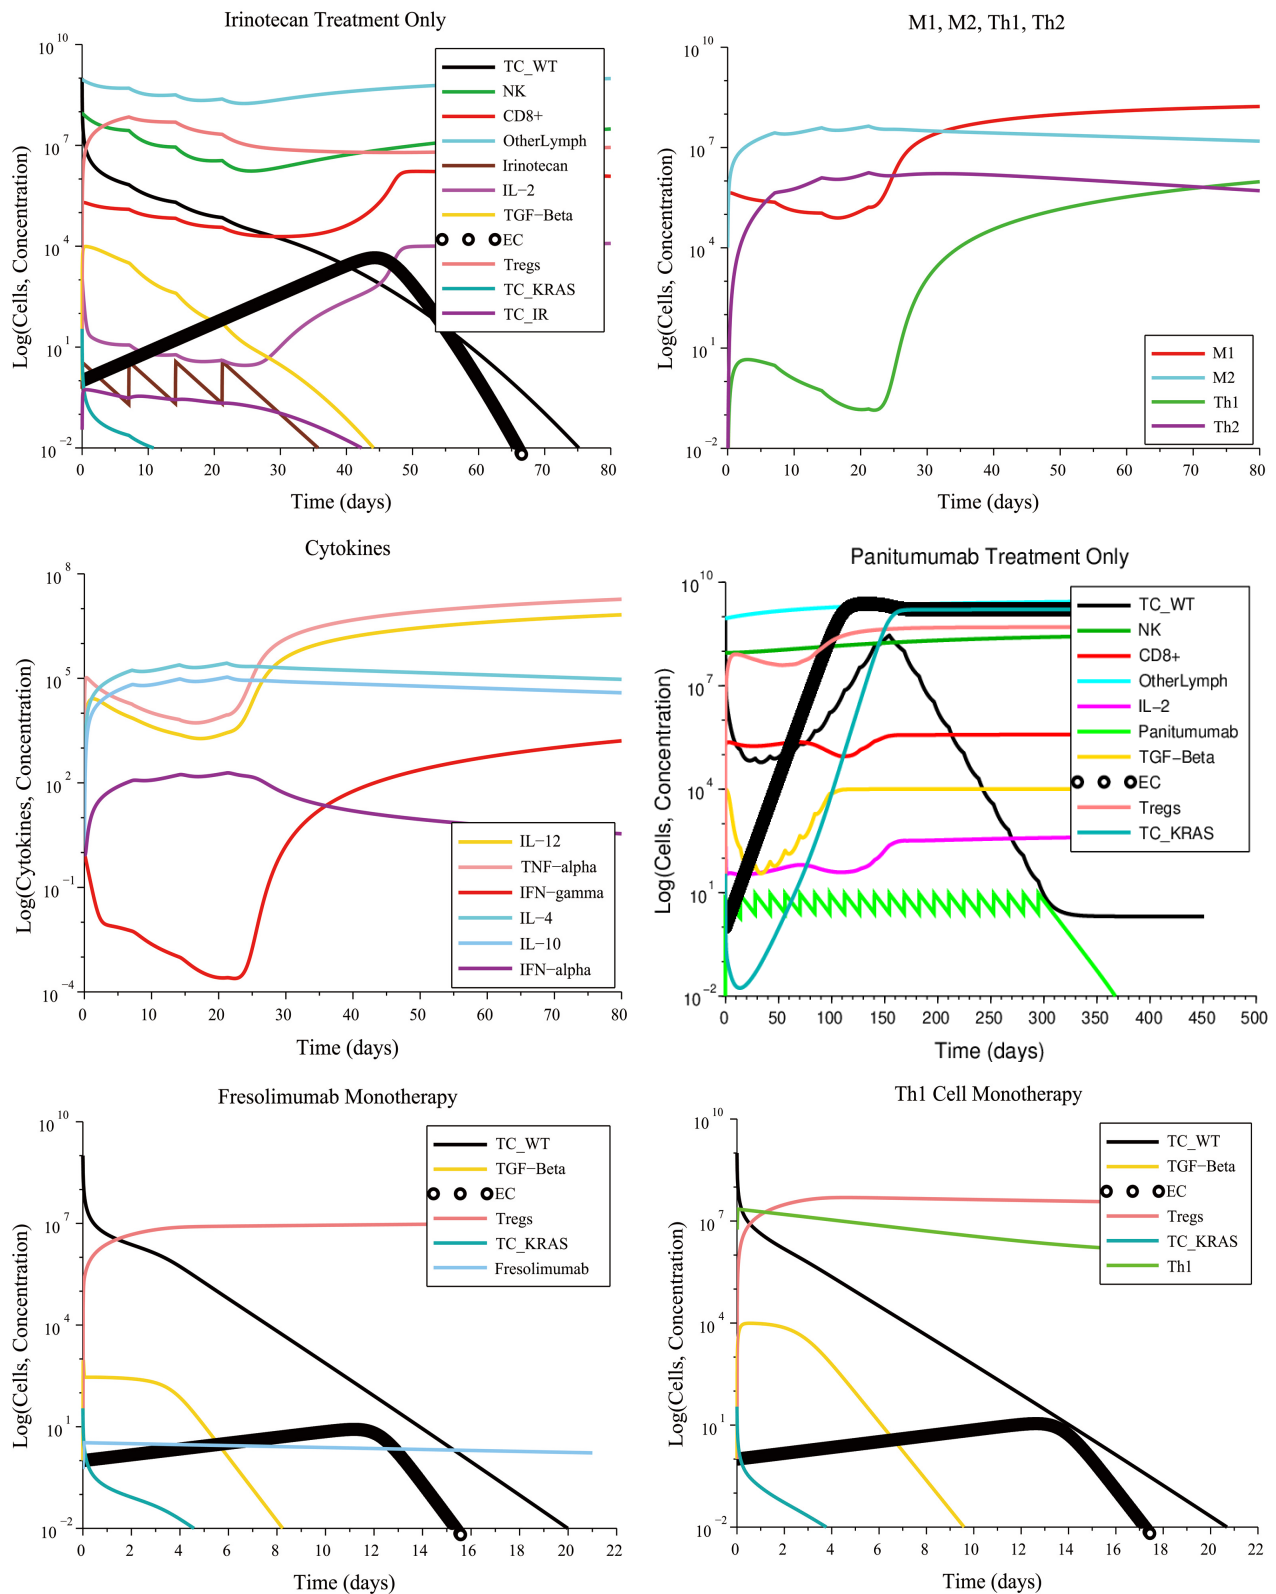 Irinotecan Treatment Only
Log(Cells, Concentration)
10 10
10 7
10 4
10 1
10 −2
0 10 20 30 40 50 60 70 80
Time (days)
TC_WT
NK
CD8+
OtherLymph
Irinotecan
IL−2
TGF−Beta
EC
Tregs
TC_KRAS
TC_IR
M1, M2, Th1, Th2
Log(Cells, Concentration)
10 10
10 7
10 4
10 1
10 −2
0 10 20 30 40 50 60 70 80
Time (days)
M1
M2
Th1
Th2
Cytokines
Log(Cytokines, Concentration)
10 8
10 5
10 2
10 −1
10 −4
0 10 20 30 40 50 60 70 80
Time (days)
IL−12
TNF−alpha
IFN−gamma
IL−4
IL−10
IFN−alpha
Panitumumab Treatment Only
Log(Cells, Concentration)
10 10
10 7
10 4
10 1
10 −2
0 50 100 150 200 250 300 350 400 450 500
Time (days)
TC_WT
NK
CD8+
OtherLymph
IL−2
Panitumumab
TGF−Beta
EC
Tregs
TC_KRAS
Fresolimumab Monotherapy
Log(Cells, Concentration)
10 10
10 7
10 4
10 1
10 −2
0 2 4 6 8 10 12 14 16 18 20 22
Time (days)
TC_WT
TGF−Beta
EC
Tregs
TC_KRAS
Fresolimumab
Th1 Cell Monotherapy
Log(Cells, Concentration)
10 10
10 7
10 4
10 1
10 −2
0 2 4 6 8 10 12 14 16 18 20 22
Time (days)
TC_WT
TGF−Beta
EC
Tregs
TC_KRAS
Th1